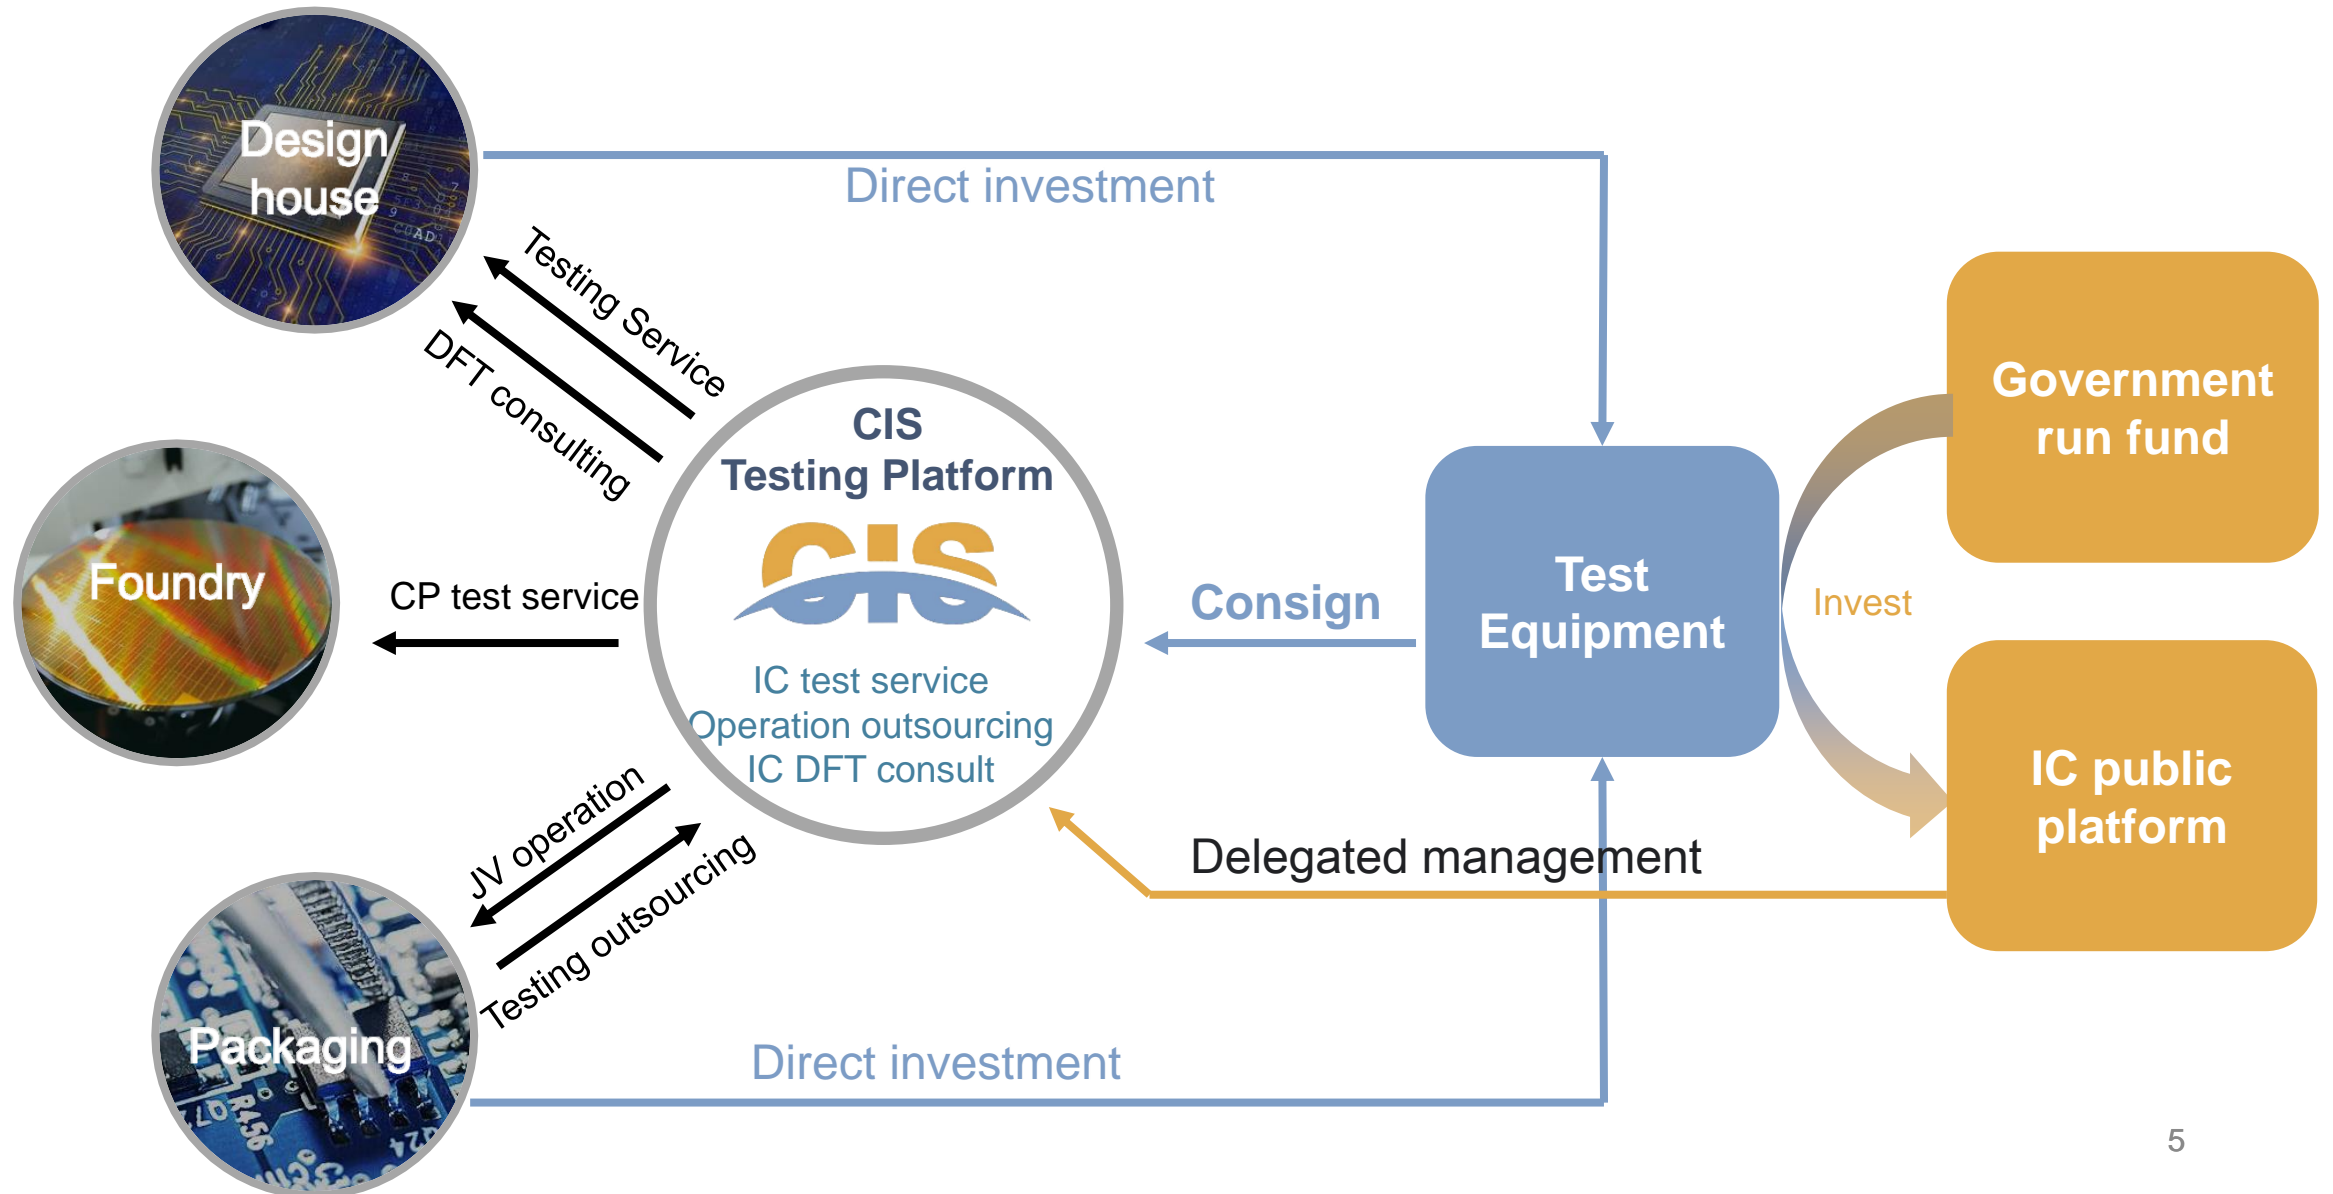 Design
house
Direct investment
Testing Service
DFT consulting
CIS
Testing Platform
CIS
IC test service
Operation outsourcing
IC DFT consult
Foundry
CP test service
Consign
Test
Equipment
Government
run fund
Invest
IC public
platform
Delegated management
JV operation
Testing outsourcing
Packaging
R456
Direct investment
5